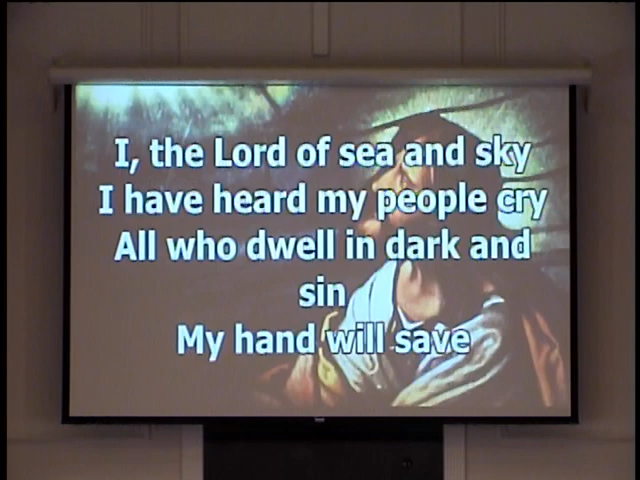 I, the Lord of sea and sky
I have heard my people cry
All who dwell in dark and
sin
My hand will save